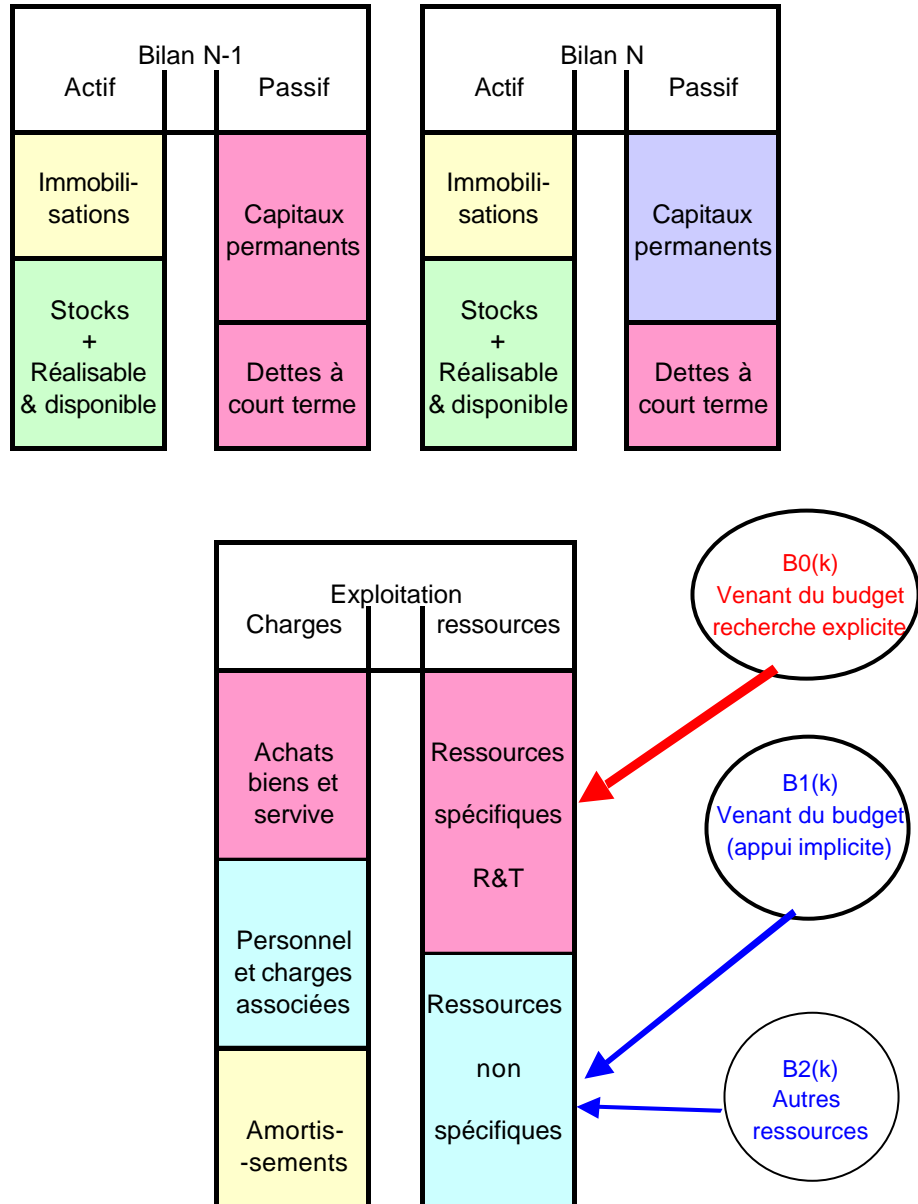 Bilan N-1
Actif
Passif
Immobili-
sations
Capitaux
permanents
Stocks
+
Réalisable
& disponible
Dettes à
court terme
Bilan N
Actif
Passif
Immobili-
sations
Capitaux
permanents
Stocks
+
Réalisable
& disponible
Dettes à
court terme
Exploitation
Charges
ressources
Achats
biens et
servive
Personnel
et charges
associées
Amortis-
-sements
Ressources
spécifiques
R&T
Ressources
non
spécifiques
B0(k)
Venant du budget
recherche explicite
B1(k)
Venant du budget
(appui implicite)
B2(k)
Autres
ressources